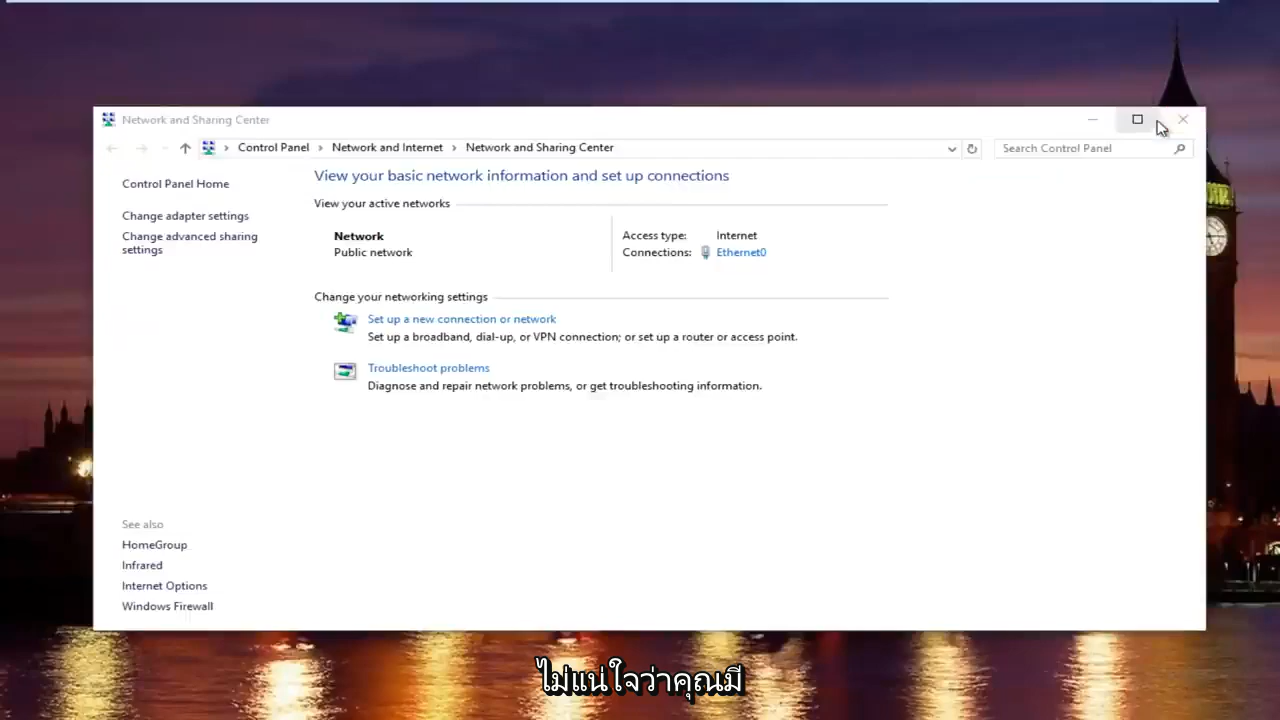 Network and Sharing Center
Control Panel Network and Internet Network and Sharing Center
Search Control Panel
Control Panel Home
Change adapter settings
Change advanced sharing
settings
View your basic network information and set up connections
View your active networks
Network
Public network
Access type: Internet
Connections: Ethernet0
Change your networking settings
Set up a new connection or network
Set up a broadband, dial-up, or VPN connection; or set up a router or access point.
Troubleshoot problems
Diagnose and repair network problems, or get troubleshooting information.
See also
HomeGroup
Infrared
Internet Options
Windows Firewall
ไม่แน่ใจว่าคุณมี